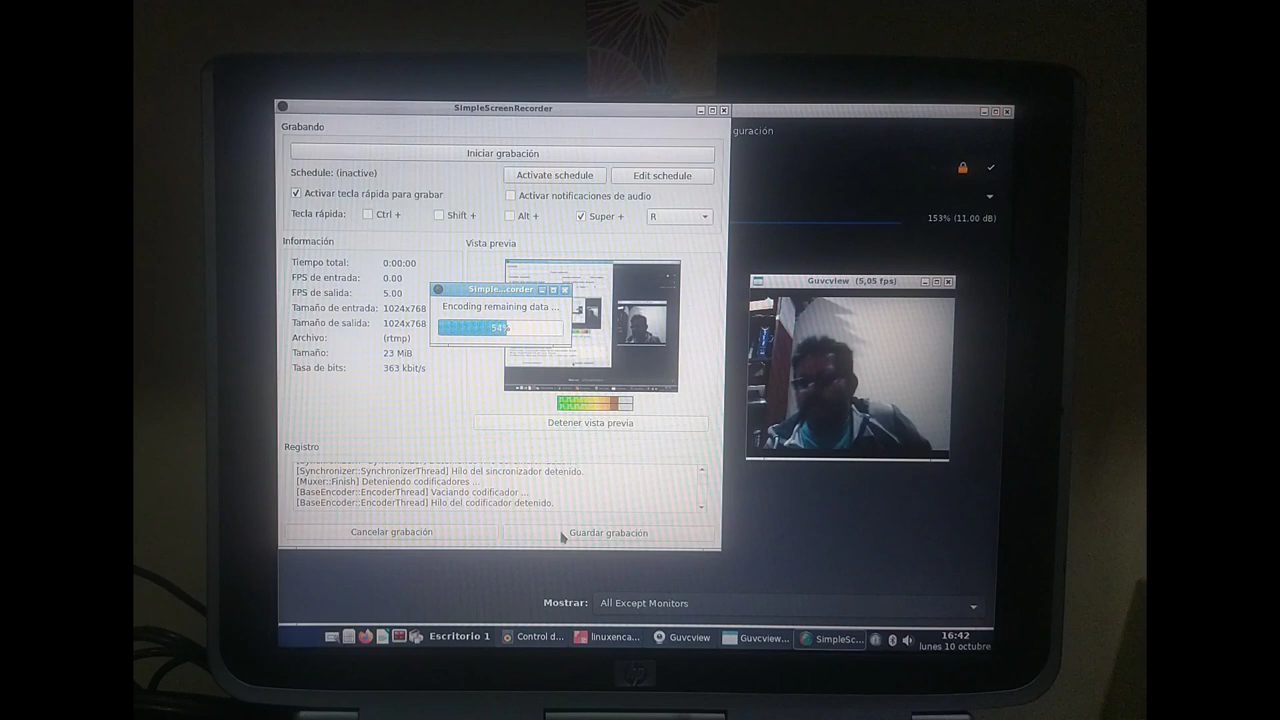 SimpleScreenRecorder
Grabando
guración
Iniciar grabación
Schedule: (inactive)
Activate schedule
Edit schedule
Activar tecla rápida para grabar
Activar notificaciones de audio
Tecla rápida:
Ctrl +
Shift +
Alt +
Super +
R
153% (11.00 dB)
Información
Vista previa
Tiempo total: 0:00:00
FPS de entrada: 0.00
FPS de salida: 5.00
Tamaño de entrada: 1024x768
Tamaño de salida: 1024x768
Archivo: (rtmp)
Tamaño: 23 MiB
Tasa de bits: 363 kbit/s
Simple...corder
Encoding remaining data ...
54%
Guvcview (5,05 fps)
Detener vista previa
Registro
[Synchronizer::SynchronizerThread] Hilo del sincronizador detenido.
[Muxer::Finish] Deteniendo codificadores ...
[BaseEncoder::EncoderThread] Vaciando codificador ...
[BaseEncoder::EncoderThread] Hilo del codificador detenido.
Cancelar grabación
Guardar grabación
Mostrar: All Except Monitors
Escritorio 1
Control d...
linuxenca...
Guvcview
Guvcview...
SimpleSc...
16:42
lunes 10 octubre
hp